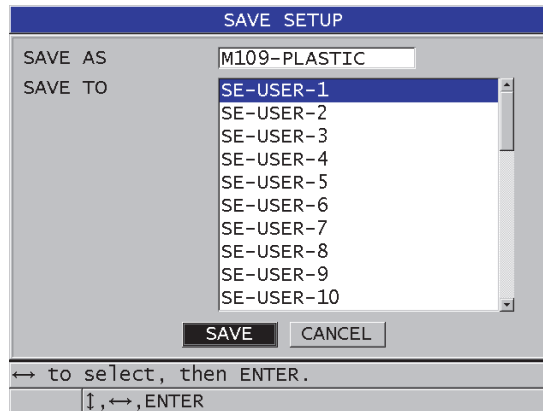 SAVE SETUP
SAVE AS M109-PLASTIC
SAVE TO
SE-USER-1
SE-USER-2
SE-USER-3
SE-USER-4
SE-USER-5
SE-USER-6
SE-USER-7
SE-USER-8
SE-USER-9
SE-USER-10
SAVE CANCEL
↔ to select, then ENTER.
↕,↔,ENTER